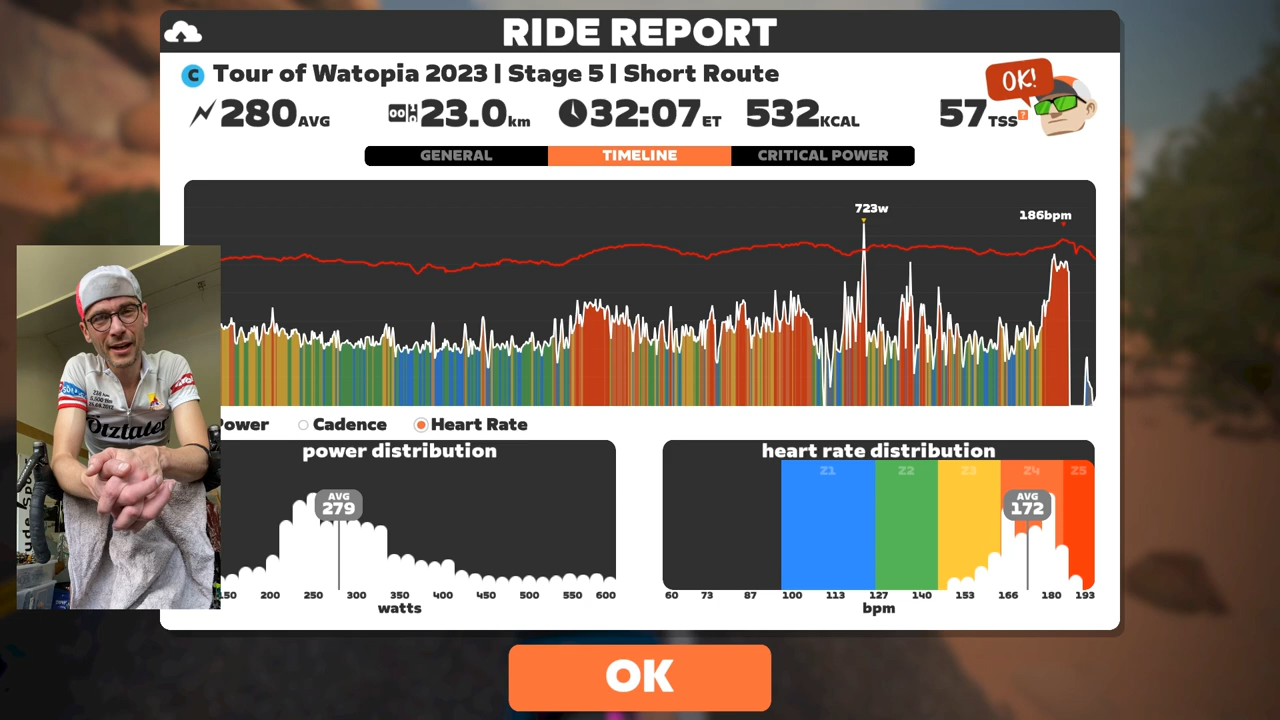 RIDE REPORT
C Tour of Watopia 2023 | Stage 5 | Short Route
OK!
280AVG 23.0km 32:07ET 532KCAL 57TSS?
GENERAL TIMELINE CRITICAL POWER
723w
186bpm
Power Cadence Heart Rate
power distribution
AVG
279
150 200 250 300 350 400 450 500 550 600
watts
heart rate distribution
Z1 Z2 Z3 Z4 Z5
AVG
172
60 73 87 100 113 127 140 153 166 180 193
bpm
Ötztaler
OK